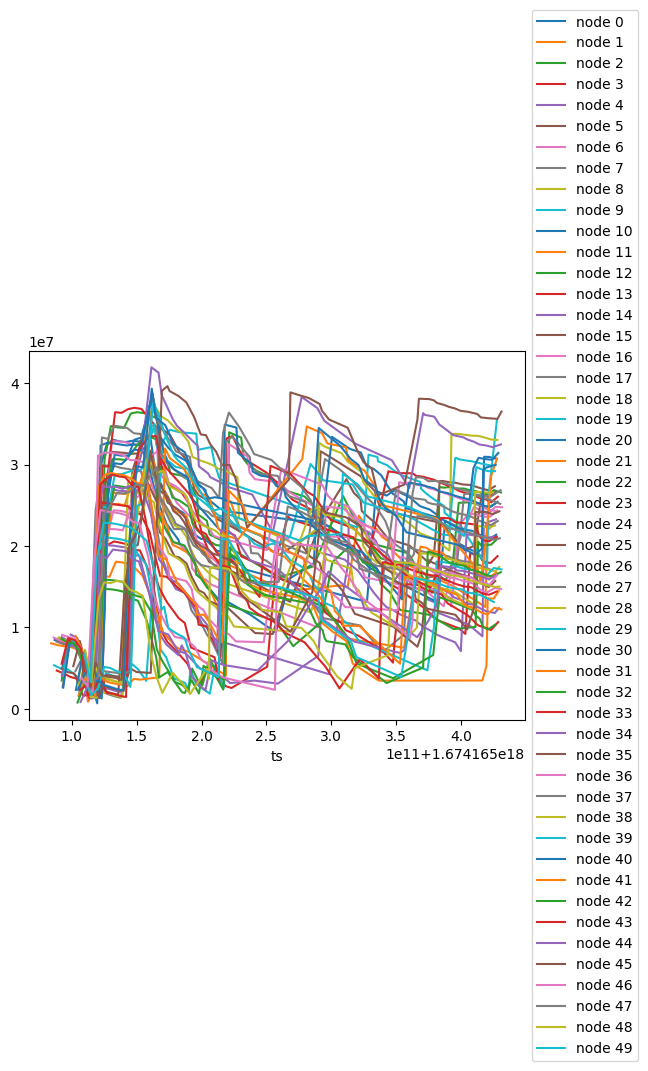 1e7
4
3
2
1
0
1.0 1.5 2.0 2.5 3.0 3.5 4.0
ts
1e11+1.674165e18
node 0
node 1
node 2
node 3
node 4
node 5
node 6
node 7
node 8
node 9
node 10
node 11
node 12
node 13
node 14
node 15
node 16
node 17
node 18
node 19
node 20
node 21
node 22
node 23
node 24
node 25
node 26
node 27
node 28
node 29
node 30
node 31
node 32
node 33
node 34
node 35
node 36
node 37
node 38
node 39
node 40
node 41
node 42
node 43
node 44
node 45
node 46
node 47
node 48
node 49